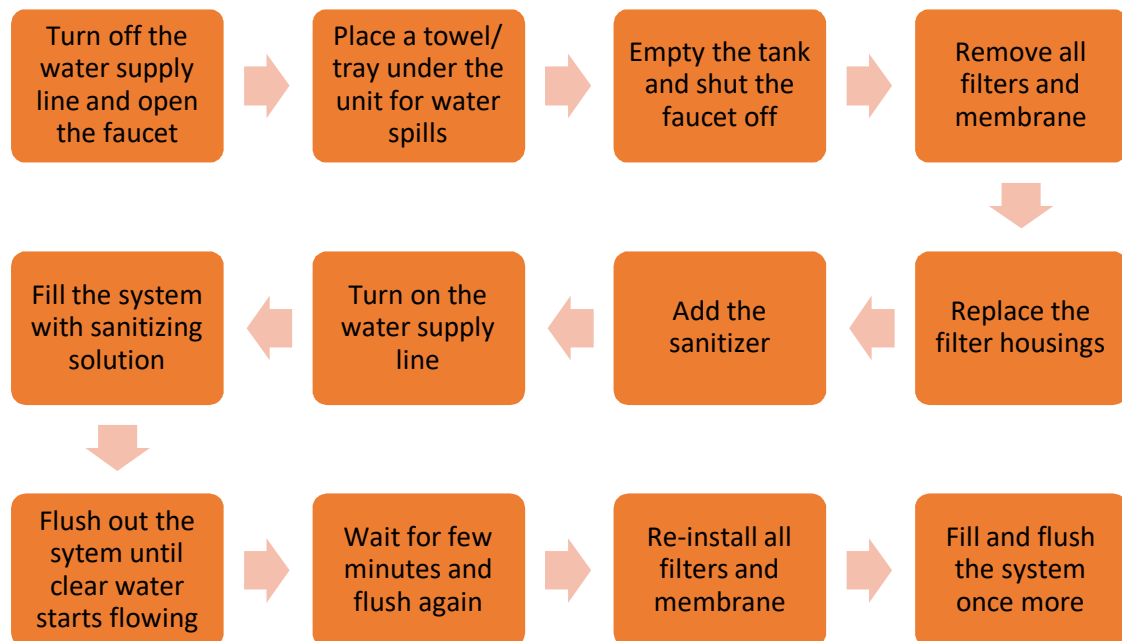 Turn off the
water supply
line and open
the faucet
Place a towel/
tray under the
unit for water
spills
Empty the tank
and shut the
faucet off
Remove all
filters and
membrane
Replace the
filter housings
Add the
sanitizer
Turn on the
water supply
line
Fill the system
with sanitizing
solution
Flush out the
sytem until
clear water
starts flowing
Wait for few
minutes and
flush again
Re-install all
filters and
membrane
Fill and flush
the system
once more